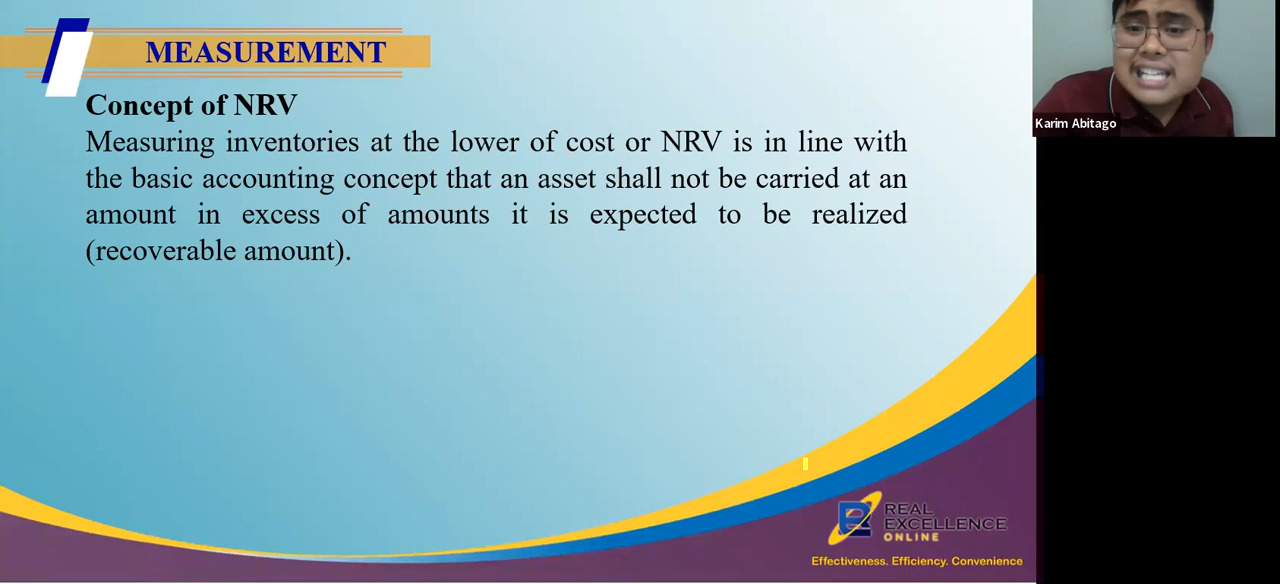 MEASUREMENT
Concept of NRV
Measuring inventories at the lower of cost or NRV is in line with
the basic accounting concept that an asset shall not be carried at an
amount in excess of amounts it is expected to be realized
(recoverable amount).
Karim Abitago
REAL
EXCELLENCE
ONLINE
Effectiveness. Efficiency. Convenience